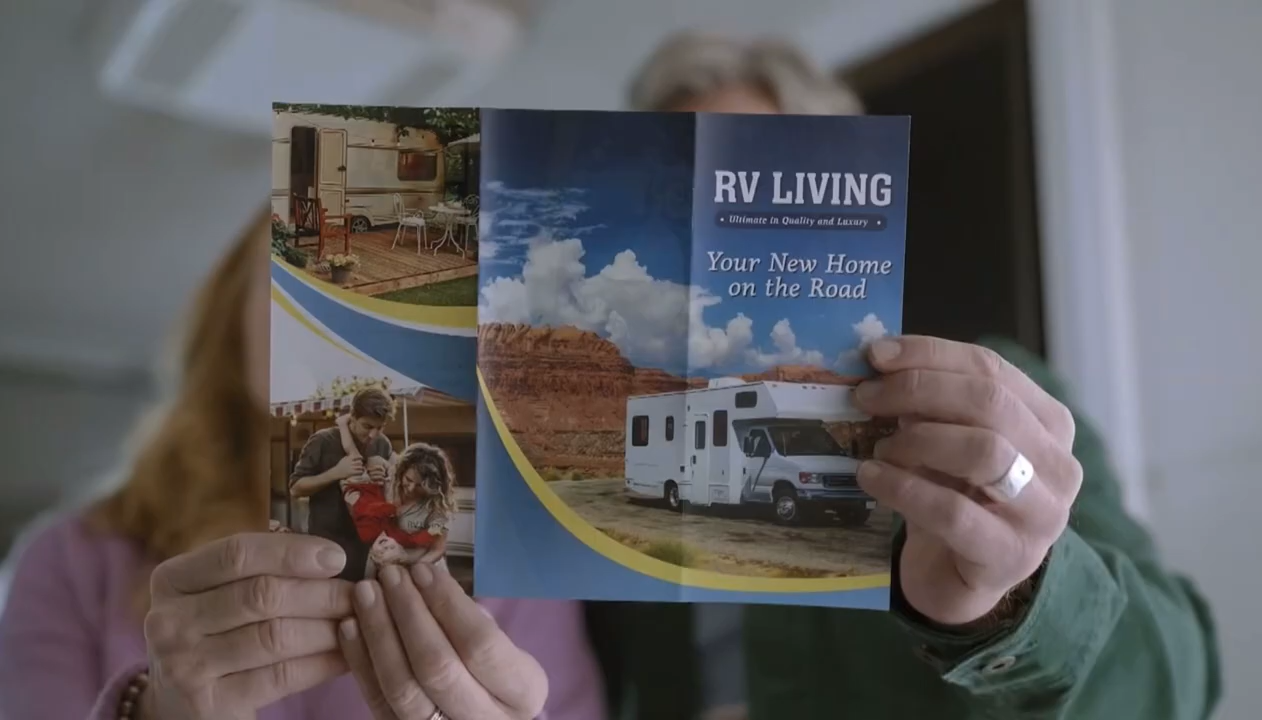 RV LIVING
• Ultimate in Quality and Luxury •
Your New Home
on the Road